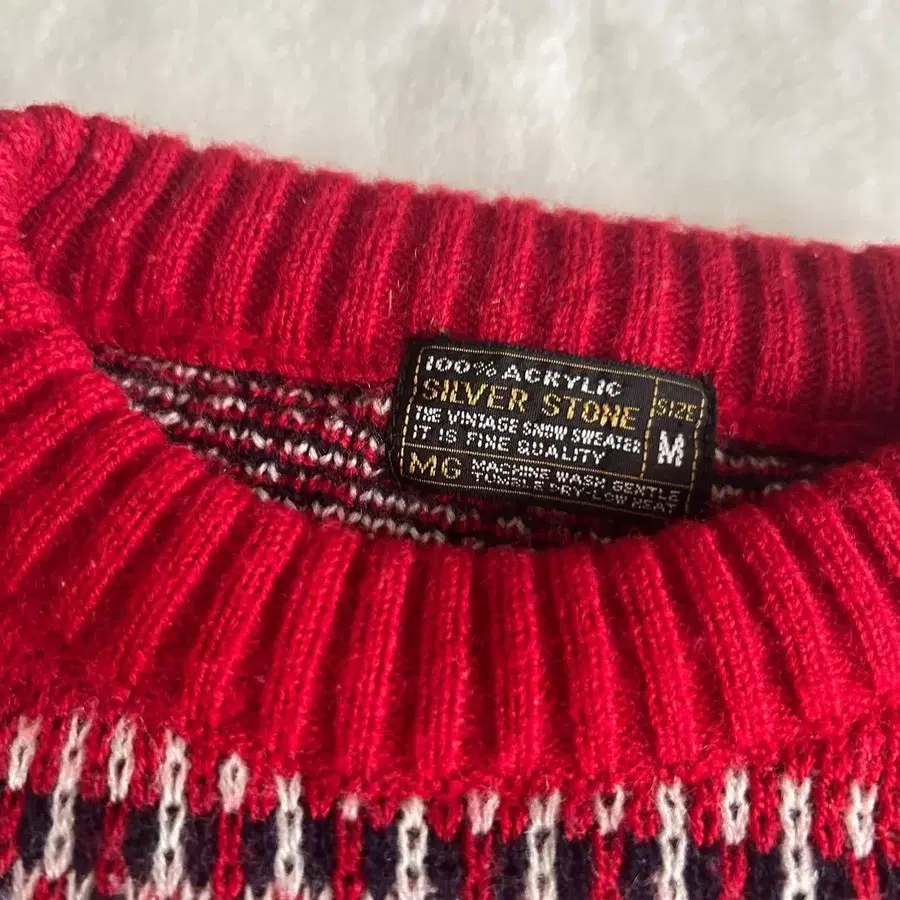 100% ACRYLIC
SILVER STONE
THE VINTAGE SNOW SWEATER
IT IS FINE QUALITY
SIZE
M
MG
MACHINE WASH GENTLE
TUMBLE DRY-LOW HEAT